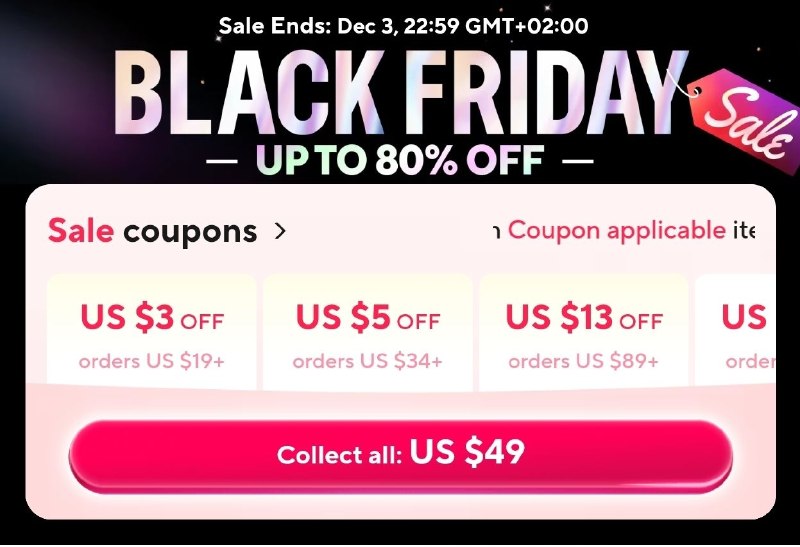 Sale Ends: Dec 3, 22:59 GMT+02:00
BLACK FRIDAY
Sale
— UP TO 80% OFF —
Sale coupons >
Coupon applicable
US $3 OFF
orders US $19+
US $5 OFF
orders US $34+
US $13 OFF
orders US $89+
US
Collect all: US $49